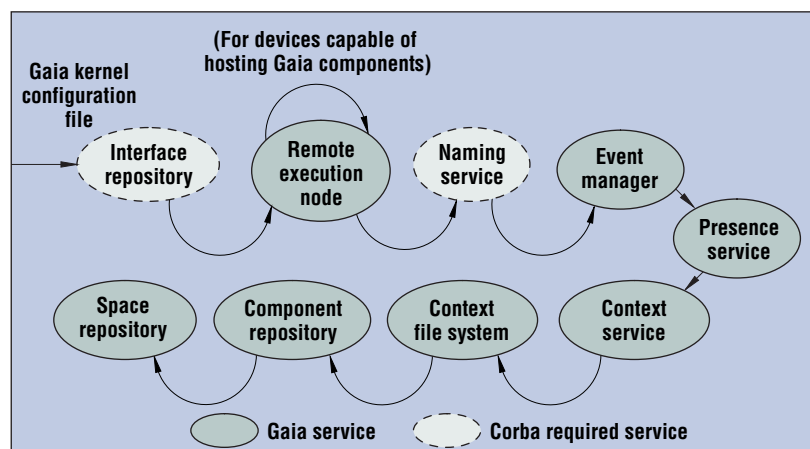 (For devices capable of
hosting Gaia components)
Gaia kernel
configuration
file
Interface
repository
Remote
execution
node
Naming
service
Event
manager
Presence
service
Space
repository
Component
repository
Context
file system
Context
service
Gaia service
Corba required service